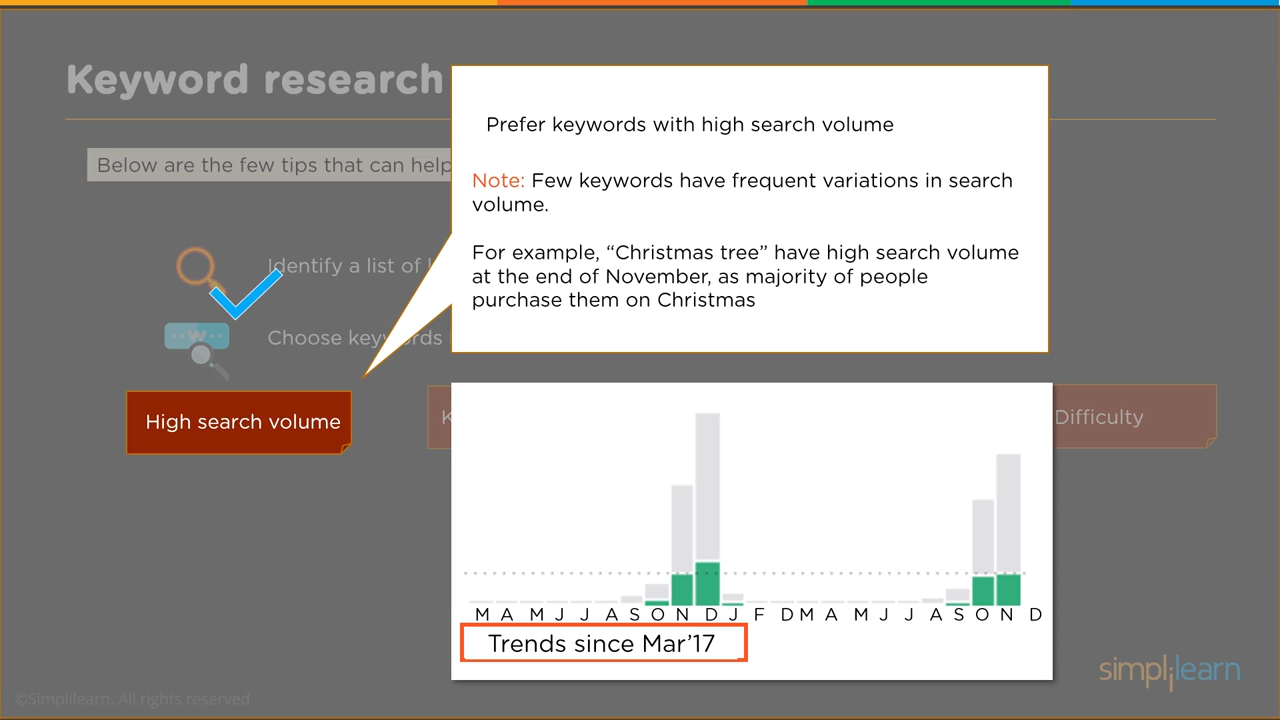 Keyword research
Prefer keywords with high search volume
Below are the few tips that can help
Note: Few keywords have frequent variations in search
volume.
For example, “Christmas tree” have high search volume
at the end of November, as majority of people
purchase them on Christmas
Identify a list of
Choose keywords
High search volume
K
Difficulty
M A M J J A S O N D J F D M A M J J A S O N D
Trends since Mar’17
simplilearn
©Simplilearn. All rights reserved.